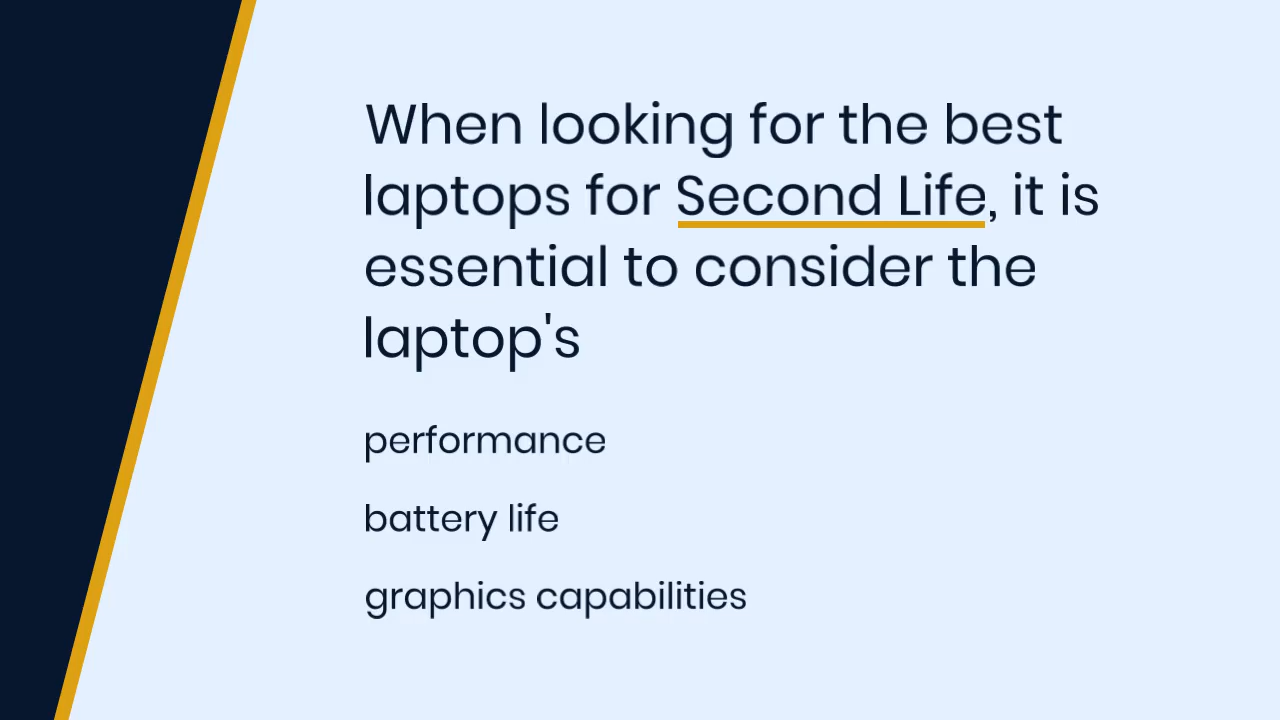 When looking for the best
laptops for Second Life, it is
essential to consider the
laptop's
performance
battery life
graphics capabilities